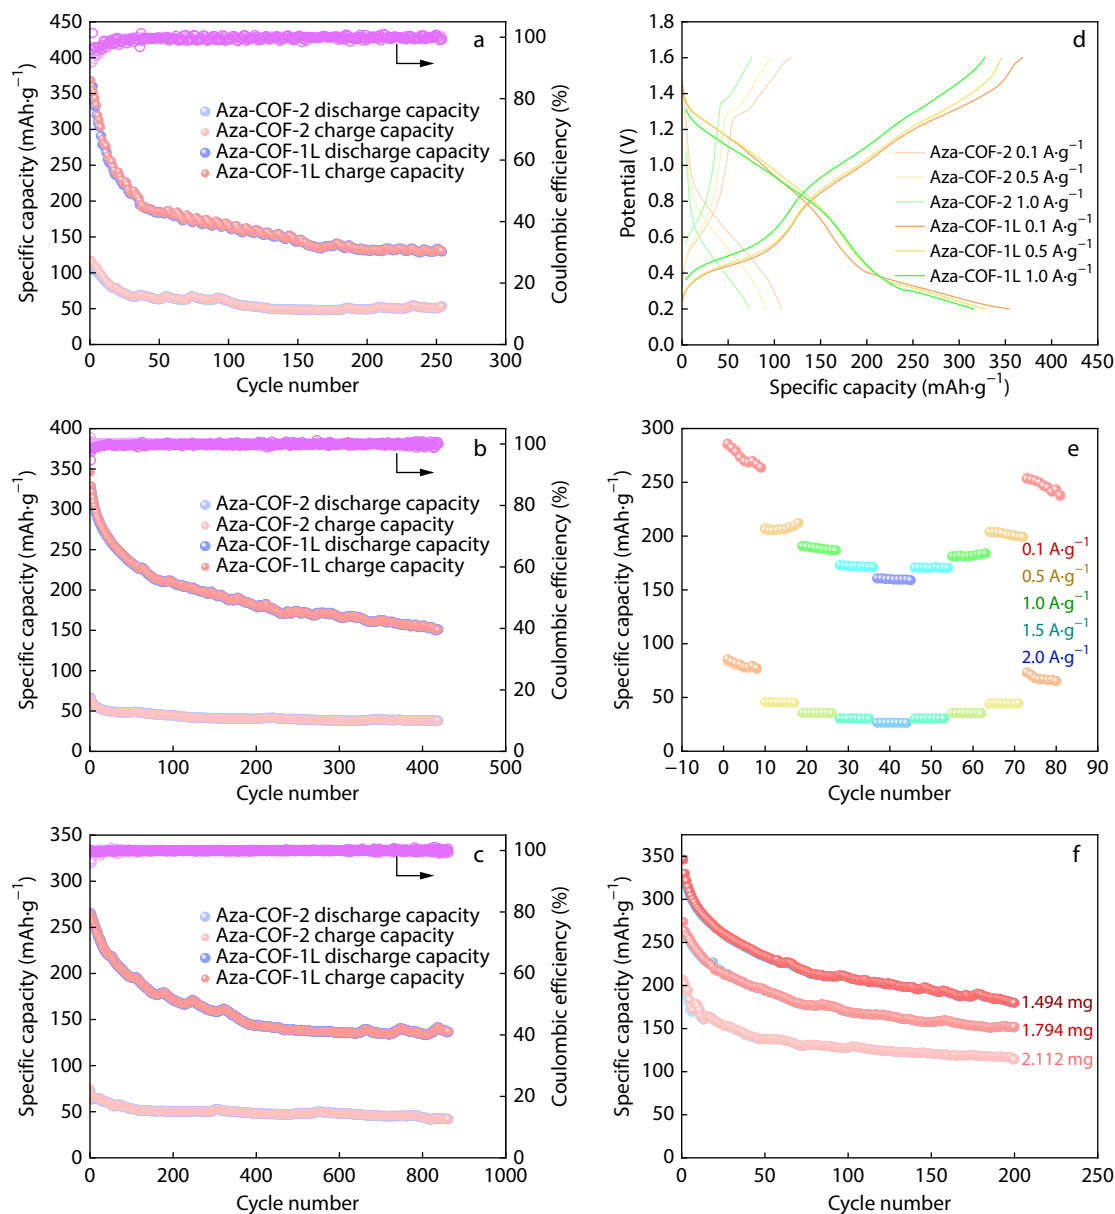 a
Specific capacity (mAh·g⁻¹)
450
400
350
300
250
200
150
100
50
0
Aza-COF-2 discharge capacity
Aza-COF-2 charge capacity
Aza-COF-1L discharge capacity
Aza-COF-1L charge capacity
100
80
60
40
20
0
Coulombic efficiency (%)
0 50 100 150 200 250 300
Cycle number
d
Potential (V)
1.8
1.6
1.4
1.2
1.0
0.8
0.6
0.4
0.2
0.0
Aza-COF-2 0.1 A·g⁻¹
Aza-COF-2 0.5 A·g⁻¹
Aza-COF-2 1.0 A·g⁻¹
Aza-COF-1L 0.1 A·g⁻¹
Aza-COF-1L 0.5 A·g⁻¹
Aza-COF-1L 1.0 A·g⁻¹
0 50 100 150 200 250 300 350 400 450
Specific capacity (mAh·g⁻¹)
b
Specific capacity (mAh·g⁻¹)
400
350
300
250
200
150
100
50
0
Aza-COF-2 discharge capacity
Aza-COF-2 charge capacity
Aza-COF-1L discharge capacity
Aza-COF-1L charge capacity
100
80
60
40
20
0
Coulombic efficiency (%)
0 100 200 300 400 500
Cycle number
e
Specific capacity (mAh·g⁻¹)
300
250
200
150
100
50
0
0.1 A·g⁻¹
0.5 A·g⁻¹
1.0 A·g⁻¹
1.5 A·g⁻¹
2.0 A·g⁻¹
−10 0 10 20 30 40 50 60 70 80 90
Cycle number
c
Specific capacity (mAh·g⁻¹)
350
300
250
200
150
100
50
0
Aza-COF-2 discharge capacity
Aza-COF-2 charge capacity
Aza-COF-1L discharge capacity
Aza-COF-1L charge capacity
100
80
60
40
20
0
Coulombic efficiency (%)
0 200 400 600 800 1000
Cycle number
f
Specific capacity (mAh·g⁻¹)
350
300
250
200
150
100
50
0
1.494 mg
1.794 mg
2.112 mg
0 50 100 150 200 250
Cycle number